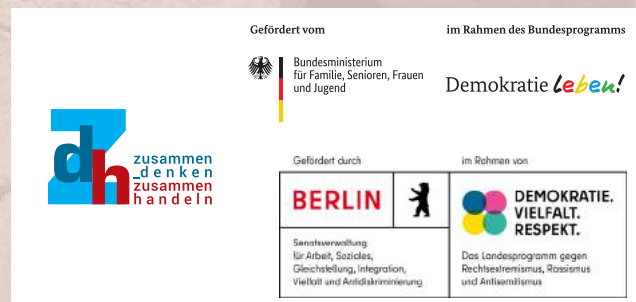 Gefördert vom
im Rahmen des Bundesprogramms
Bundesministerium
für Familie, Senioren, Frauen
und Jugend
Demokratie Leben!
zdh
zusammen
_denken
zusammen
handeln
Gefördert durch
im Rahmen von
BERLIN
Senatsverwaltung
für Arbeit, Soziales,
Gleichstellung, Integration,
Vielfalt und Antidiskriminierung
DEMOKRATIE.
VIELFALT.
RESPEKT.
Das Landesprogramm gegen
Rechtsextremismus, Rassismus
und Antisemitismus